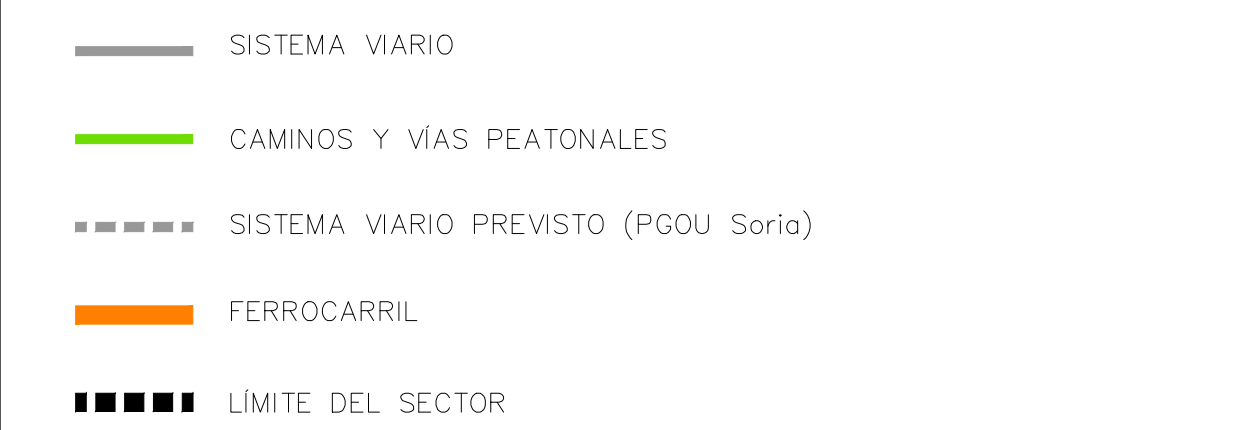 SISTEMA VIARIO
CAMINOS Y VÍAS PEATONALES
SISTEMA VIARIO PREVISTO (PGOU Soria)
FERROCARRIL
LÍMITE DEL SECTOR